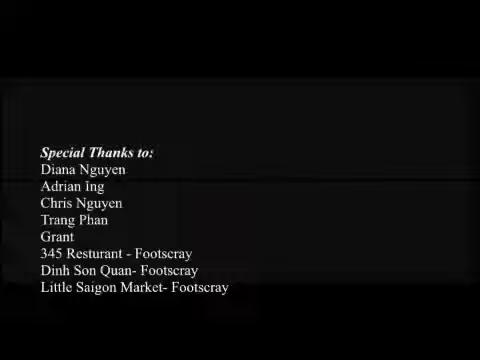 Special Thanks to:
Diana Nguyen
Adrian Ing
Chris Nguyen
Trang Phan
Grant
345 Resturant - Footscray
Dinh Son Quan- Footscray
Little Saigon Market- Footscray